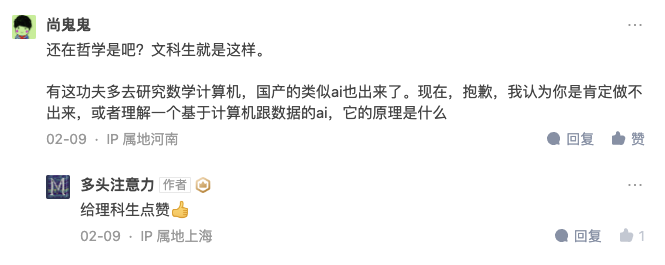 尚鬼鬼
还在哲学是吧？文科生就是这样。
有这功夫多去研究数学计算机，国产的类似ai也出来了。现在，抱歉，我认为你是肯定做不
出来，或者理解一个基于计算机跟数据的ai，它的原理是什么
02-09 · IP 属地河南 回复 赞
M 多头注意力 作者
给理科生点赞👍
02-09 · IP 属地上海 回复 1